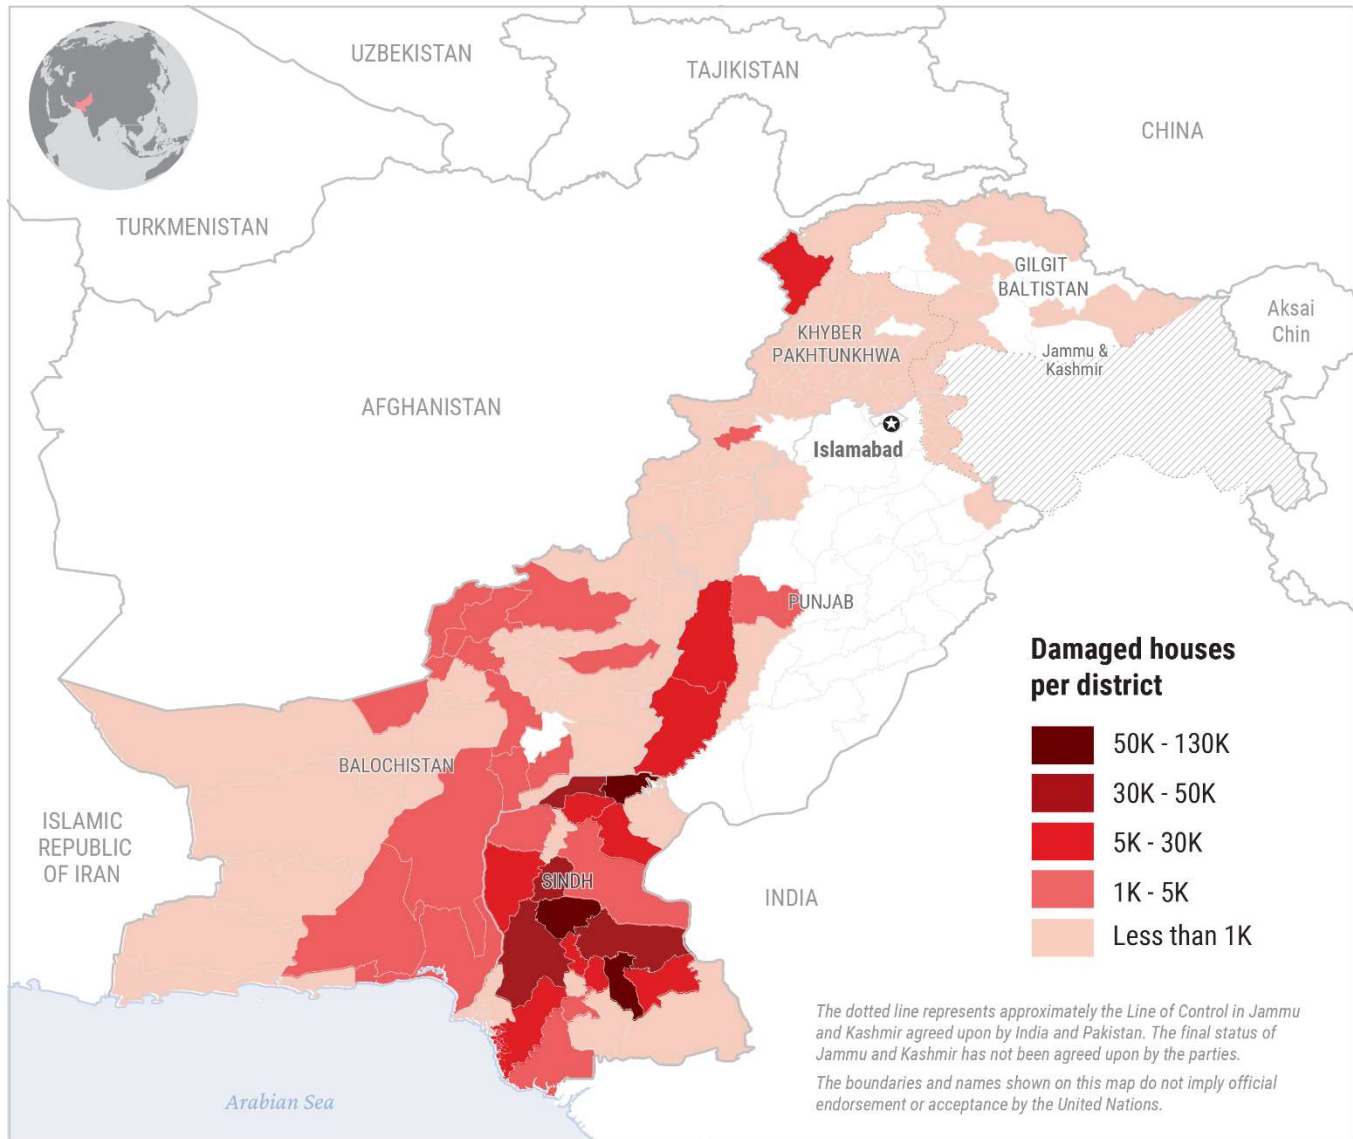 UZBEKISTAN
TAJIKISTAN
CHINA
TURKMENISTAN
GILGIT
BALTISTAN
Aksai
Chin
KHYBER
PAKHTUNKHWA
Jammu &
Kashmir
AFGHANISTAN
Islamabad
PUNJAB
Damaged houses
per district
50K - 130K
30K - 50K
5K - 30K
1K - 5K
Less than 1K
BALOCHISTAN
ISLAMIC
REPUBLIC
OF IRAN
SINDH
INDIA
The dotted line represents approximately the Line of Control in Jammu
and Kashmir agreed upon by India and Pakistan. The final status of
Jammu and Kashmir has not been agreed upon by the parties.
The boundaries and names shown on this map do not imply official
endorsement or acceptance by the United Nations.
Arabian Sea